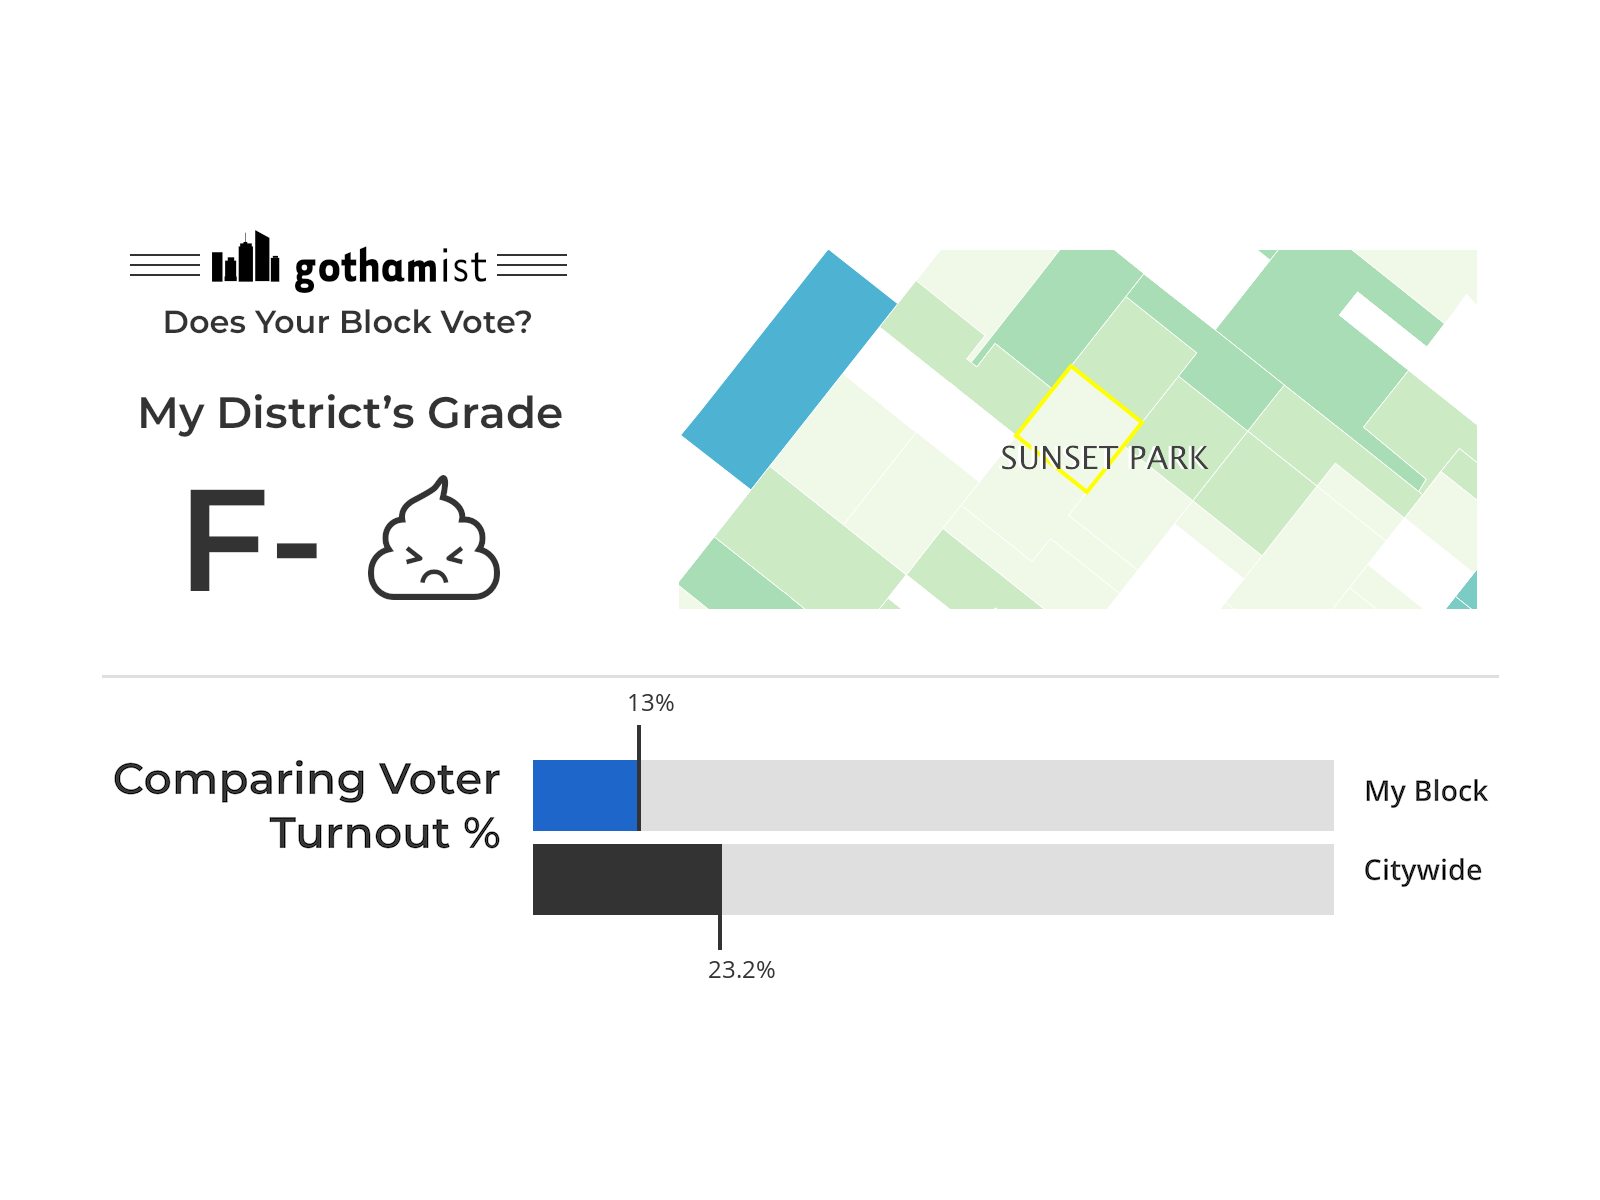 gothamist
Does Your Block Vote?
My District’s Grade
F-
SUNSET PARK
13%
Comparing Voter
Turnout %
My Block
Citywide
23.2%